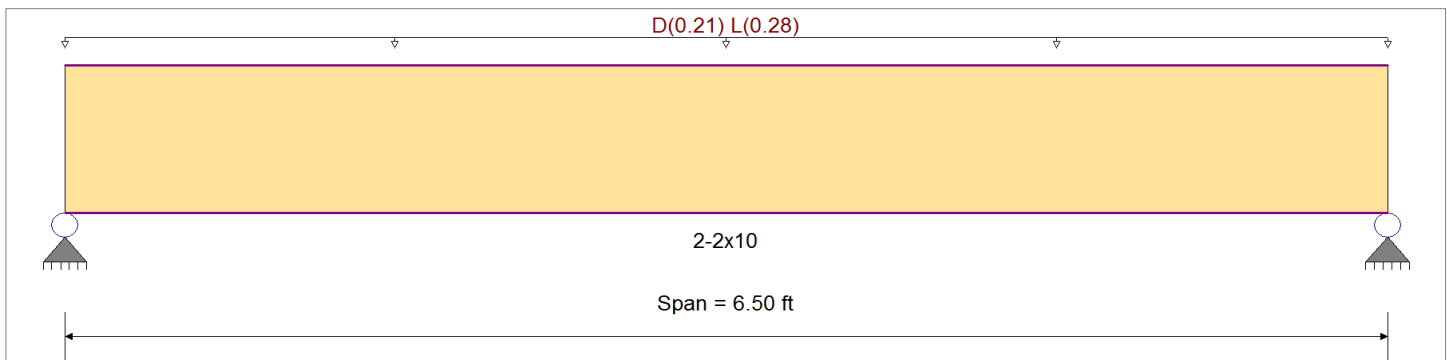 D(0.21) L(0.28)
2-2x10
Span = 6.50 ft